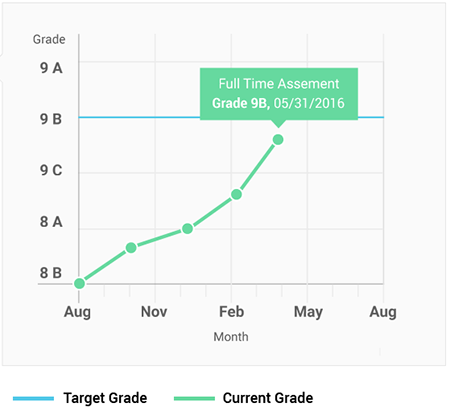 Grade
9 A
Full Time Assement
Grade 9B, 05/31/2016
9 B
9 C
8 A
8 B
Aug Nov Feb May Aug
Month
Target Grade Current Grade